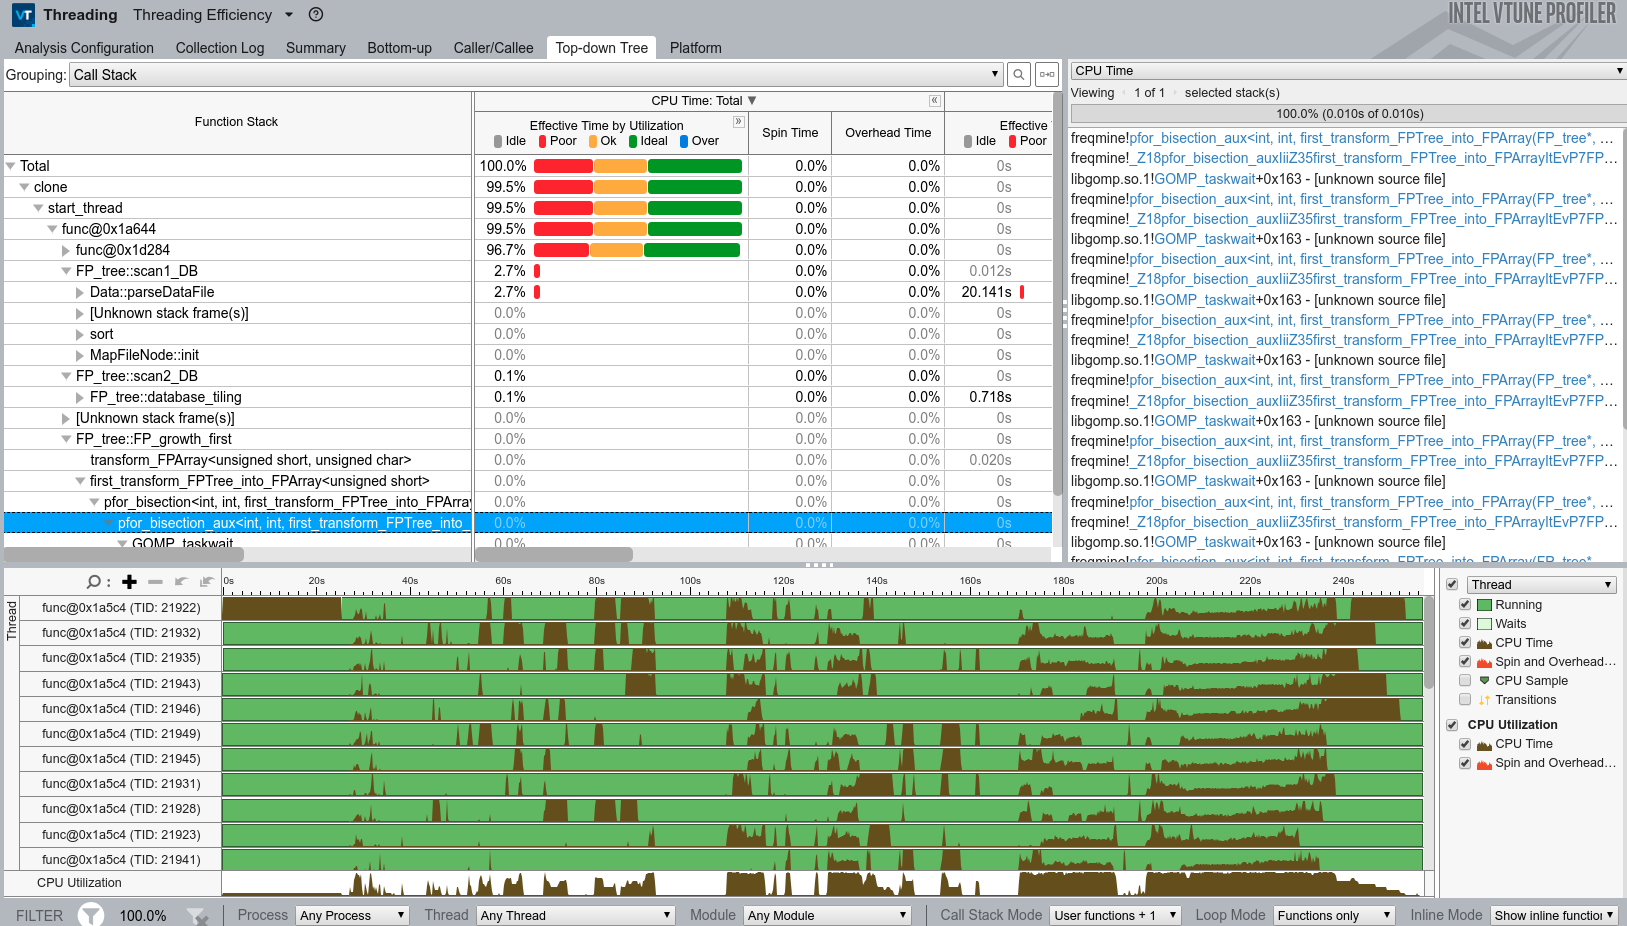 VT Threading Threading Efficiency ?
INTEL VTUNE PROFILER
Analysis Configuration Collection Log Summary Bottom-up Caller/Callee Top-down Tree Platform
Grouping: Call Stack
Function Stack
CPU Time: Total
Effective Time by Utilization
Idle Poor Ok Ideal Over
Spin Time Overhead Time
Effective
Idle Poor
Total 100.0% 0.0% 0.0% 0s
clone 99.5% 0.0% 0.0% 0s
start_thread 99.5% 0.0% 0.0% 0s
func@0x1a644 99.5% 0.0% 0.0% 0s
func@0x1d284 96.7% 0.0% 0.0% 0s
FP_tree::scan1_DB 2.7% 0.0% 0.0% 0.012s
Data::parseDataFile 2.7% 0.0% 0.0% 20.141s
[Unknown stack frame(s)] 0.0% 0.0% 0.0% 0s
sort 0.0% 0.0% 0.0% 0s
MapFileNode::init 0.0% 0.0% 0.0% 0s
FP_tree::scan2_DB 0.1% 0.0% 0.0% 0s
FP_tree::database_tiling 0.1% 0.0% 0.0% 0.718s
[Unknown stack frame(s)] 0.0% 0.0% 0.0% 0s
FP_tree::FP_growth_first 0.0% 0.0% 0.0% 0s
transform_FPArray<unsigned short, unsigned char> 0.0% 0.0% 0.0% 0.020s
first_transform_FPTree_into_FPArray<unsigned short> 0.0% 0.0% 0.0% 0s
pfor_bisection<int, int, first_transform_FPTree_into_FPArray 0.0% 0.0% 0.0% 0s
pfor_bisection_aux<int, int, first_transform_FPTree_into_ 0.0% 0.0% 0.0% 0s
GOMP_taskwait 0.0% 0.0% 0.0% 0s
CPU Time
Viewing 1 of 1 selected stack(s)
100.0% (0.010s of 0.010s)
freqmine!pfor_bisection_aux<int, int, first_transform_FPTree_into_FPArray(FP_tree*, ...
freqmine!_Z18pfor_bisection_auxIiiZ35first_transform_FPTree_into_FPArrayItEvP7FP...
libgomp.so.1!GOMP_taskwait+0x163 - [unknown source file]
freqmine!pfor_bisection_aux<int, int, first_transform_FPTree_into_FPArray(FP_tree*, ...
freqmine!_Z18pfor_bisection_auxIiiZ35first_transform_FPTree_into_FPArrayItEvP7FP...
libgomp.so.1!GOMP_taskwait+0x163 - [unknown source file]
freqmine!pfor_bisection_aux<int, int, first_transform_FPTree_into_FPArray(FP_tree*, ...
freqmine!_Z18pfor_bisection_auxIiiZ35first_transform_FPTree_into_FPArrayItEvP7FP...
libgomp.so.1!GOMP_taskwait+0x163 - [unknown source file]
freqmine!pfor_bisection_aux<int, int, first_transform_FPTree_into_FPArray(FP_tree*, ...
freqmine!_Z18pfor_bisection_auxIiiZ35first_transform_FPTree_into_FPArrayItEvP7FP...
libgomp.so.1!GOMP_taskwait+0x163 - [unknown source file]
freqmine!pfor_bisection_aux<int, int, first_transform_FPTree_into_FPArray(FP_tree*, ...
freqmine!_Z18pfor_bisection_auxIiiZ35first_transform_FPTree_into_FPArrayItEvP7FP...
libgomp.so.1!GOMP_taskwait+0x163 - [unknown source file]
freqmine!pfor_bisection_aux<int, int, first_transform_FPTree_into_FPArray(FP_tree*, ...
freqmine!_Z18pfor_bisection_auxIiiZ35first_transform_FPTree_into_FPArrayItEvP7FP...
libgomp.so.1!GOMP_taskwait+0x163 - [unknown source file]
freqmine!pfor_bisection_aux<int, int, first_transform_FPTree_into_FPArray(FP_tree*, ...
freqmine!_Z18pfor_bisection_auxIiiZ35first_transform_FPTree_into_FPArrayItEvP7FP...
libgomp.so.1!GOMP_taskwait+0x163 - [unknown source file]
freqmine!pfor_bisection_aux<int, int, first_transform_FPTree_into_FPArray(FP_tree*, ...
0s 20s 40s 60s 80s 100s 120s 140s 160s 180s 200s 220s 240s
Thread
func@0x1a5c4 (TID: 21922)
func@0x1a5c4 (TID: 21932)
func@0x1a5c4 (TID: 21935)
func@0x1a5c4 (TID: 21943)
func@0x1a5c4 (TID: 21946)
func@0x1a5c4 (TID: 21949)
func@0x1a5c4 (TID: 21945)
func@0x1a5c4 (TID: 21931)
func@0x1a5c4 (TID: 21928)
func@0x1a5c4 (TID: 21923)
func@0x1a5c4 (TID: 21941)
CPU Utilization
Thread
Running
Waits
CPU Time
Spin and Overhead...
CPU Sample
Transitions
CPU Utilization
CPU Time
Spin and Overhead...
FILTER 100.0% Process Any Process Thread Any Thread Module Any Module Call Stack Mode User functions + 1 Loop Mode Functions only Inline Mode Show inline function